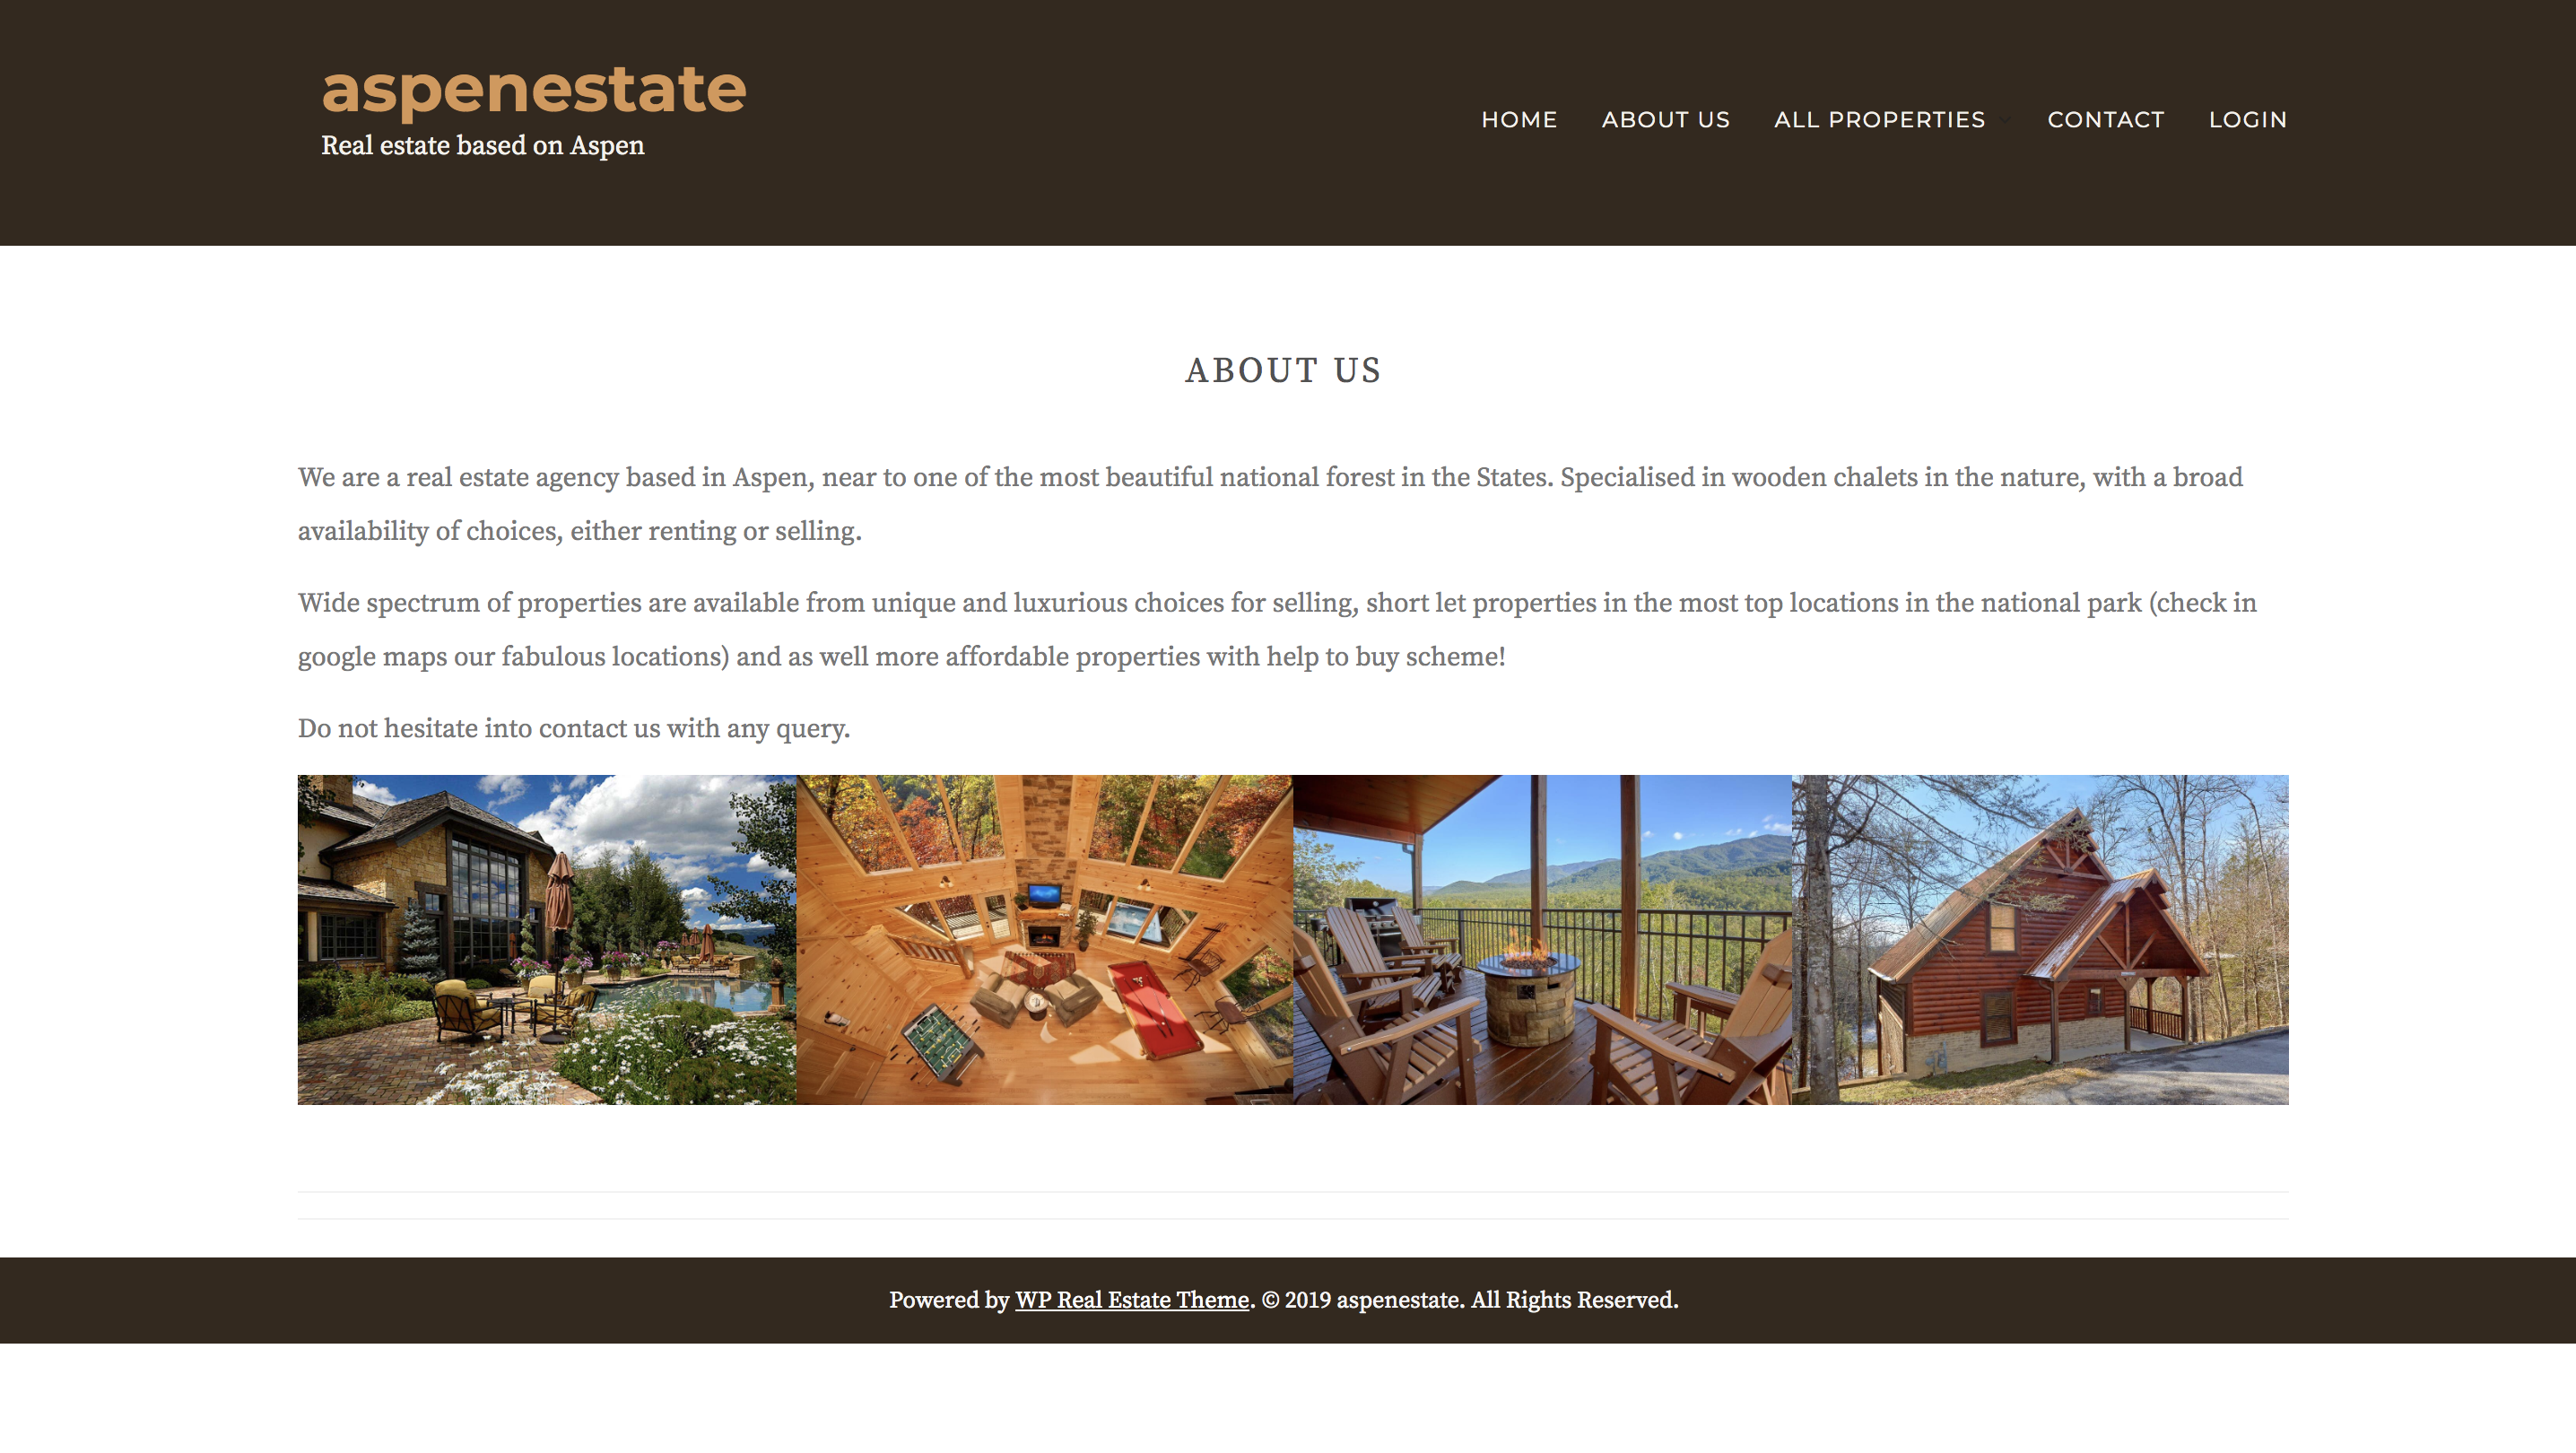 aspenestate
Real estate based on Aspen
HOME ABOUT US ALL PROPERTIES CONTACT LOGIN
ABOUT US
We are a real estate agency based in Aspen, near to one of the most beautiful national forest in the States. Specialised in wooden chalets in the nature, with a broad
availability of choices, either renting or selling.
Wide spectrum of properties are available from unique and luxurious choices for selling, short let properties in the most top locations in the national park (check in
google maps our fabulous locations) and as well more affordable properties with help to buy scheme!
Do not hesitate into contact us with any query.
Powered by WP Real Estate Theme. © 2019 aspenestate. All Rights Reserved.